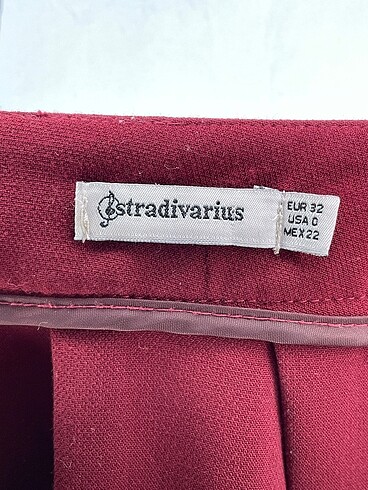 stradivarius
EUR 32
USA 0
MEX 22